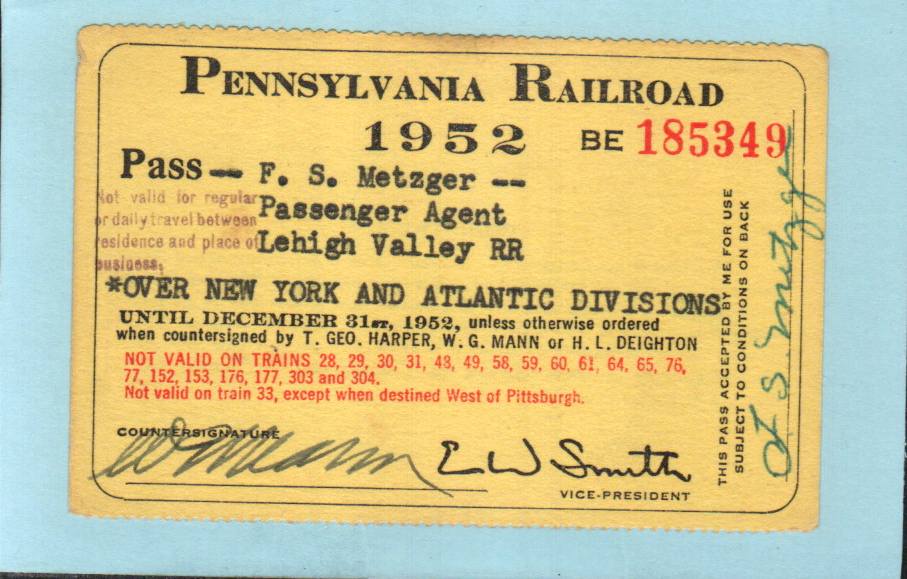 PENNSYLVANIA RAILROAD
1952 BE 185349
Pass -- F. S. Metzger --
Not valid for regular
or daily travel between
residence and place of
business.
Passenger Agent
Lehigh Valley RR
*OVER NEW YORK AND ATLANTIC DIVISIONS
UNTIL DECEMBER 31ST, 1952, unless otherwise ordered
when countersigned by T. GEO. HARPER, W. G. MANN or H. L. DEIGHTON
NOT VALID ON TRAINS 28, 29, 30, 31, 48, 49, 58, 59, 60, 61, 64, 65, 76,
77, 152, 153, 176, 177, 303 and 304.
Not valid on train 33, except when destined West of Pittsburgh.
COUNTERSIGNATURE
W G Mann
E W Smith
VICE-PRESIDENT
THIS PASS ACCEPTED BY ME FOR USE
SUBJECT TO CONDITIONS ON BACK
F S Metzger